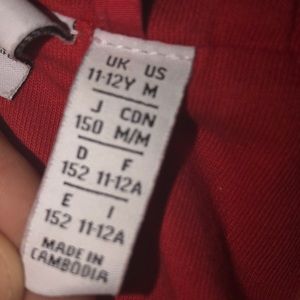 UK US
11-12Y M
J CDN
150 M/M
D F
152 11-12A
E I
152 11-12A
MADE IN
CAMBODIA